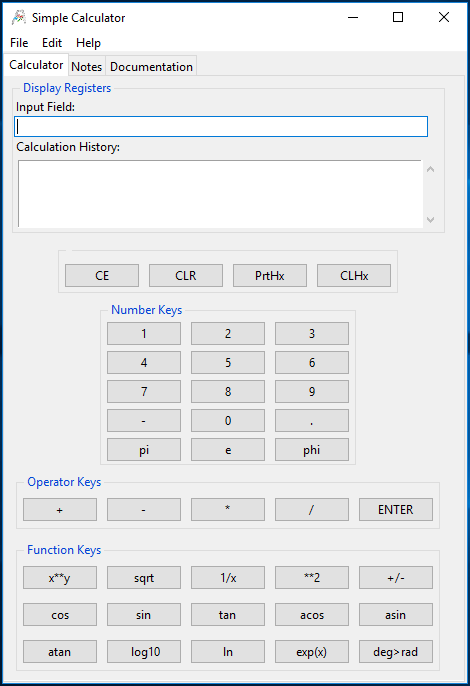 Simple Calculator
File Edit Help
Calculator Notes Documentation
Display Registers
Input Field:
Calculation History:
CE CLR PrtHx CLHx
Number Keys
1 2 3
4 5 6
7 8 9
- 0 .
pi e phi
Operator Keys
+ - * / ENTER
Function Keys
x**y sqrt 1/x **2 +/-
cos sin tan acos asin
atan log10 ln exp(x) deg>rad